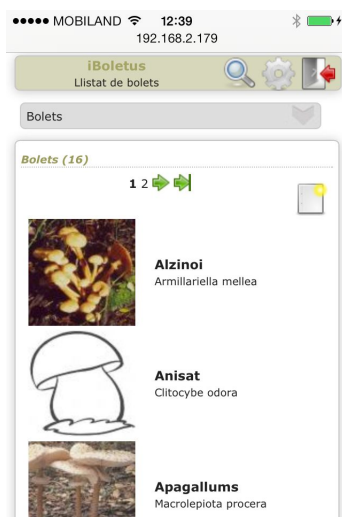 MOBILAND 12:39
192.168.2.179
iBoletus
Llistat de bolets
Bolets
Bolets (16)
1 2
Alzinoi
Armillariella mellea
Anisat
Clitocybe odora
Apagallums
Macrolepiota procera